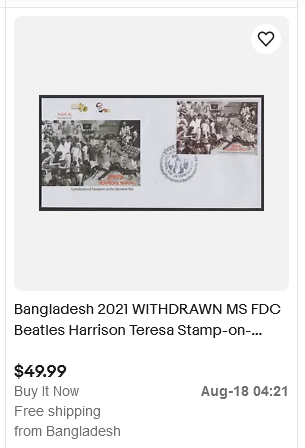 Bangladesh 2021 WITHDRAWN MS FDC
Beatles Harrison Teresa Stamp-on-...
$49.99
Buy It Now
Aug-18 04:21
Free shipping
from Bangladesh